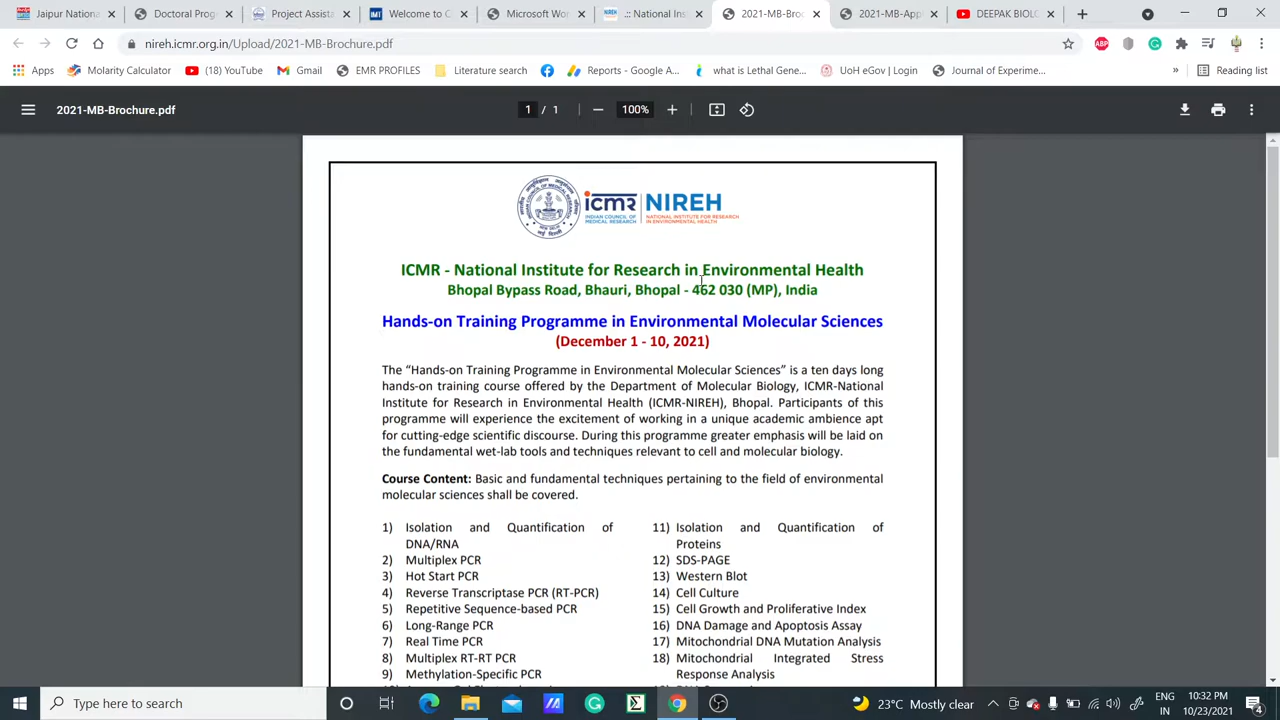 Jaipur Nationa
Doctoral Prog
Project Assista
Welcome to C
Microsoft Wo
:: National Inst
2021-MB-Broc
2021-MB-App
DEEPAK BIOL
nireh.icmr.org.in/Upload/2021-MB-Brochure.pdf
Apps
Molarity Calculator
(18) YouTube
Gmail
EMR PROFILES
Literature search
Reports - Google A...
what is Lethal Gene...
UoH eGov | Login
Journal of Experime...
»
Reading list
2021-MB-Brochure.pdf
1 / 1
100%
icmr
INDIAN COUNCIL OF
MEDICAL RESEARCH
NIREH
NATIONAL INSTITUTE FOR RESEARCH
IN ENVIRONMENTAL HEALTH
ICMR - National Institute for Research in Environmental Health
Bhopal Bypass Road, Bhauri, Bhopal - 462 030 (MP), India
Hands-on Training Programme in Environmental Molecular Sciences
(December 1 - 10, 2021)
The “Hands-on Training Programme in Environmental Molecular Sciences” is a ten days long
hands-on training course offered by the Department of Molecular Biology, ICMR-National
Institute for Research in Environmental Health (ICMR-NIREH), Bhopal. Participants of this
programme will experience the excitement of working in a unique academic ambience apt
for cutting-edge scientific discourse. During this programme greater emphasis will be laid on
the fundamental wet-lab tools and techniques relevant to cell and molecular biology.
Course Content: Basic and fundamental techniques pertaining to the field of environmental
molecular sciences shall be covered.
1) Isolation and Quantification of
DNA/RNA
2) Multiplex PCR
3) Hot Start PCR
4) Reverse Transcriptase PCR (RT-PCR)
5) Repetitive Sequence-based PCR
6) Long-Range PCR
7) Real Time PCR
8) Multiplex RT-RT PCR
9) Methylation-Specific PCR
11) Isolation and Quantification of
Proteins
12) SDS-PAGE
13) Western Blot
14) Cell Culture
15) Cell Growth and Proliferative Index
16) DNA Damage and Apoptosis Assay
17) Mitochondrial DNA Mutation Analysis
18) Mitochondrial Integrated Stress
Response Analysis
Type here to search
23°C Mostly clear
ENG
IN
10:32 PM
10/23/2021